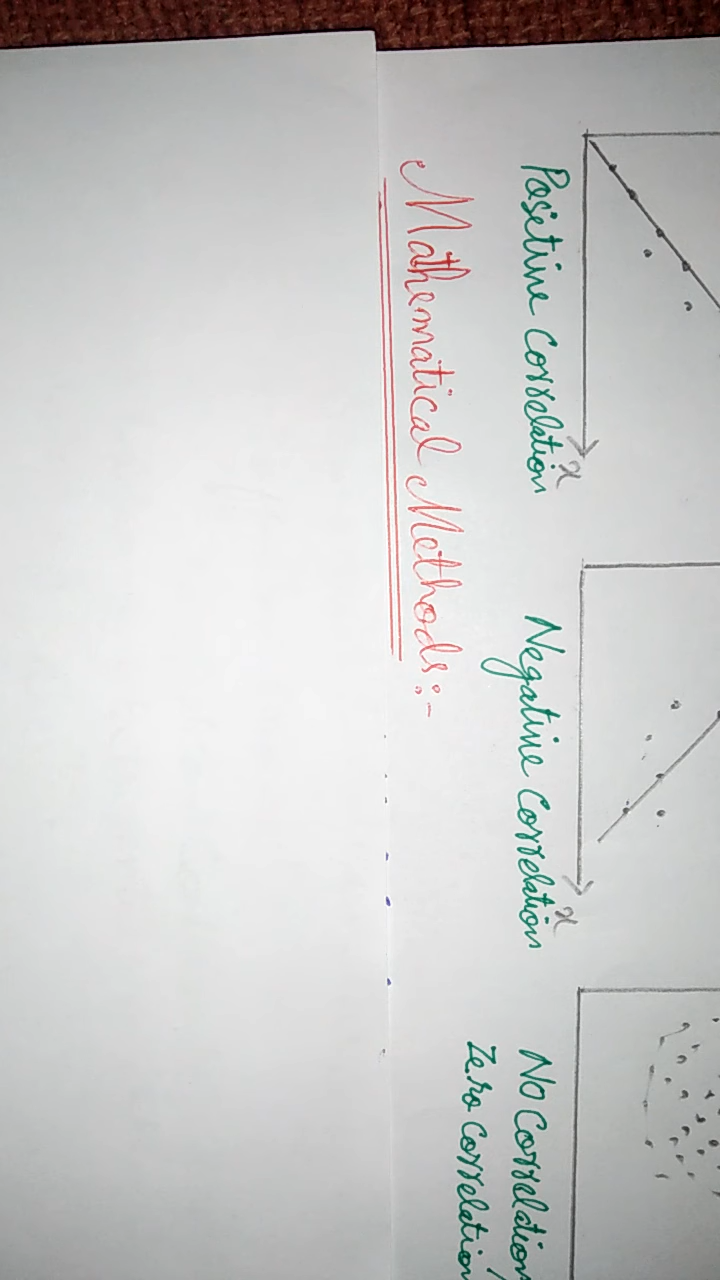 x
x
Positive Correlation
Negative Correlation
No Correlation/
Zero Correlation
Mathematical Methods:-